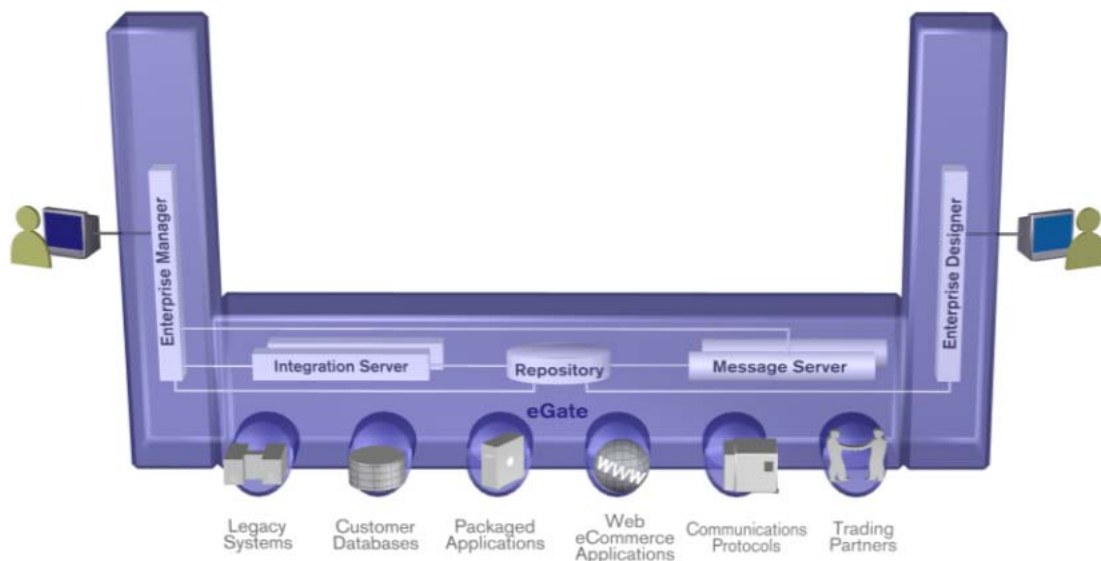 Enterprise Manager
Enterprise Designer
Integration Server
Repository
Message Server
eGate
WWW
Legacy
Systems
Customer
Databases
Packaged
Applications
Web
eCommerce
Applications
Communications
Protocols
Trading
Partners